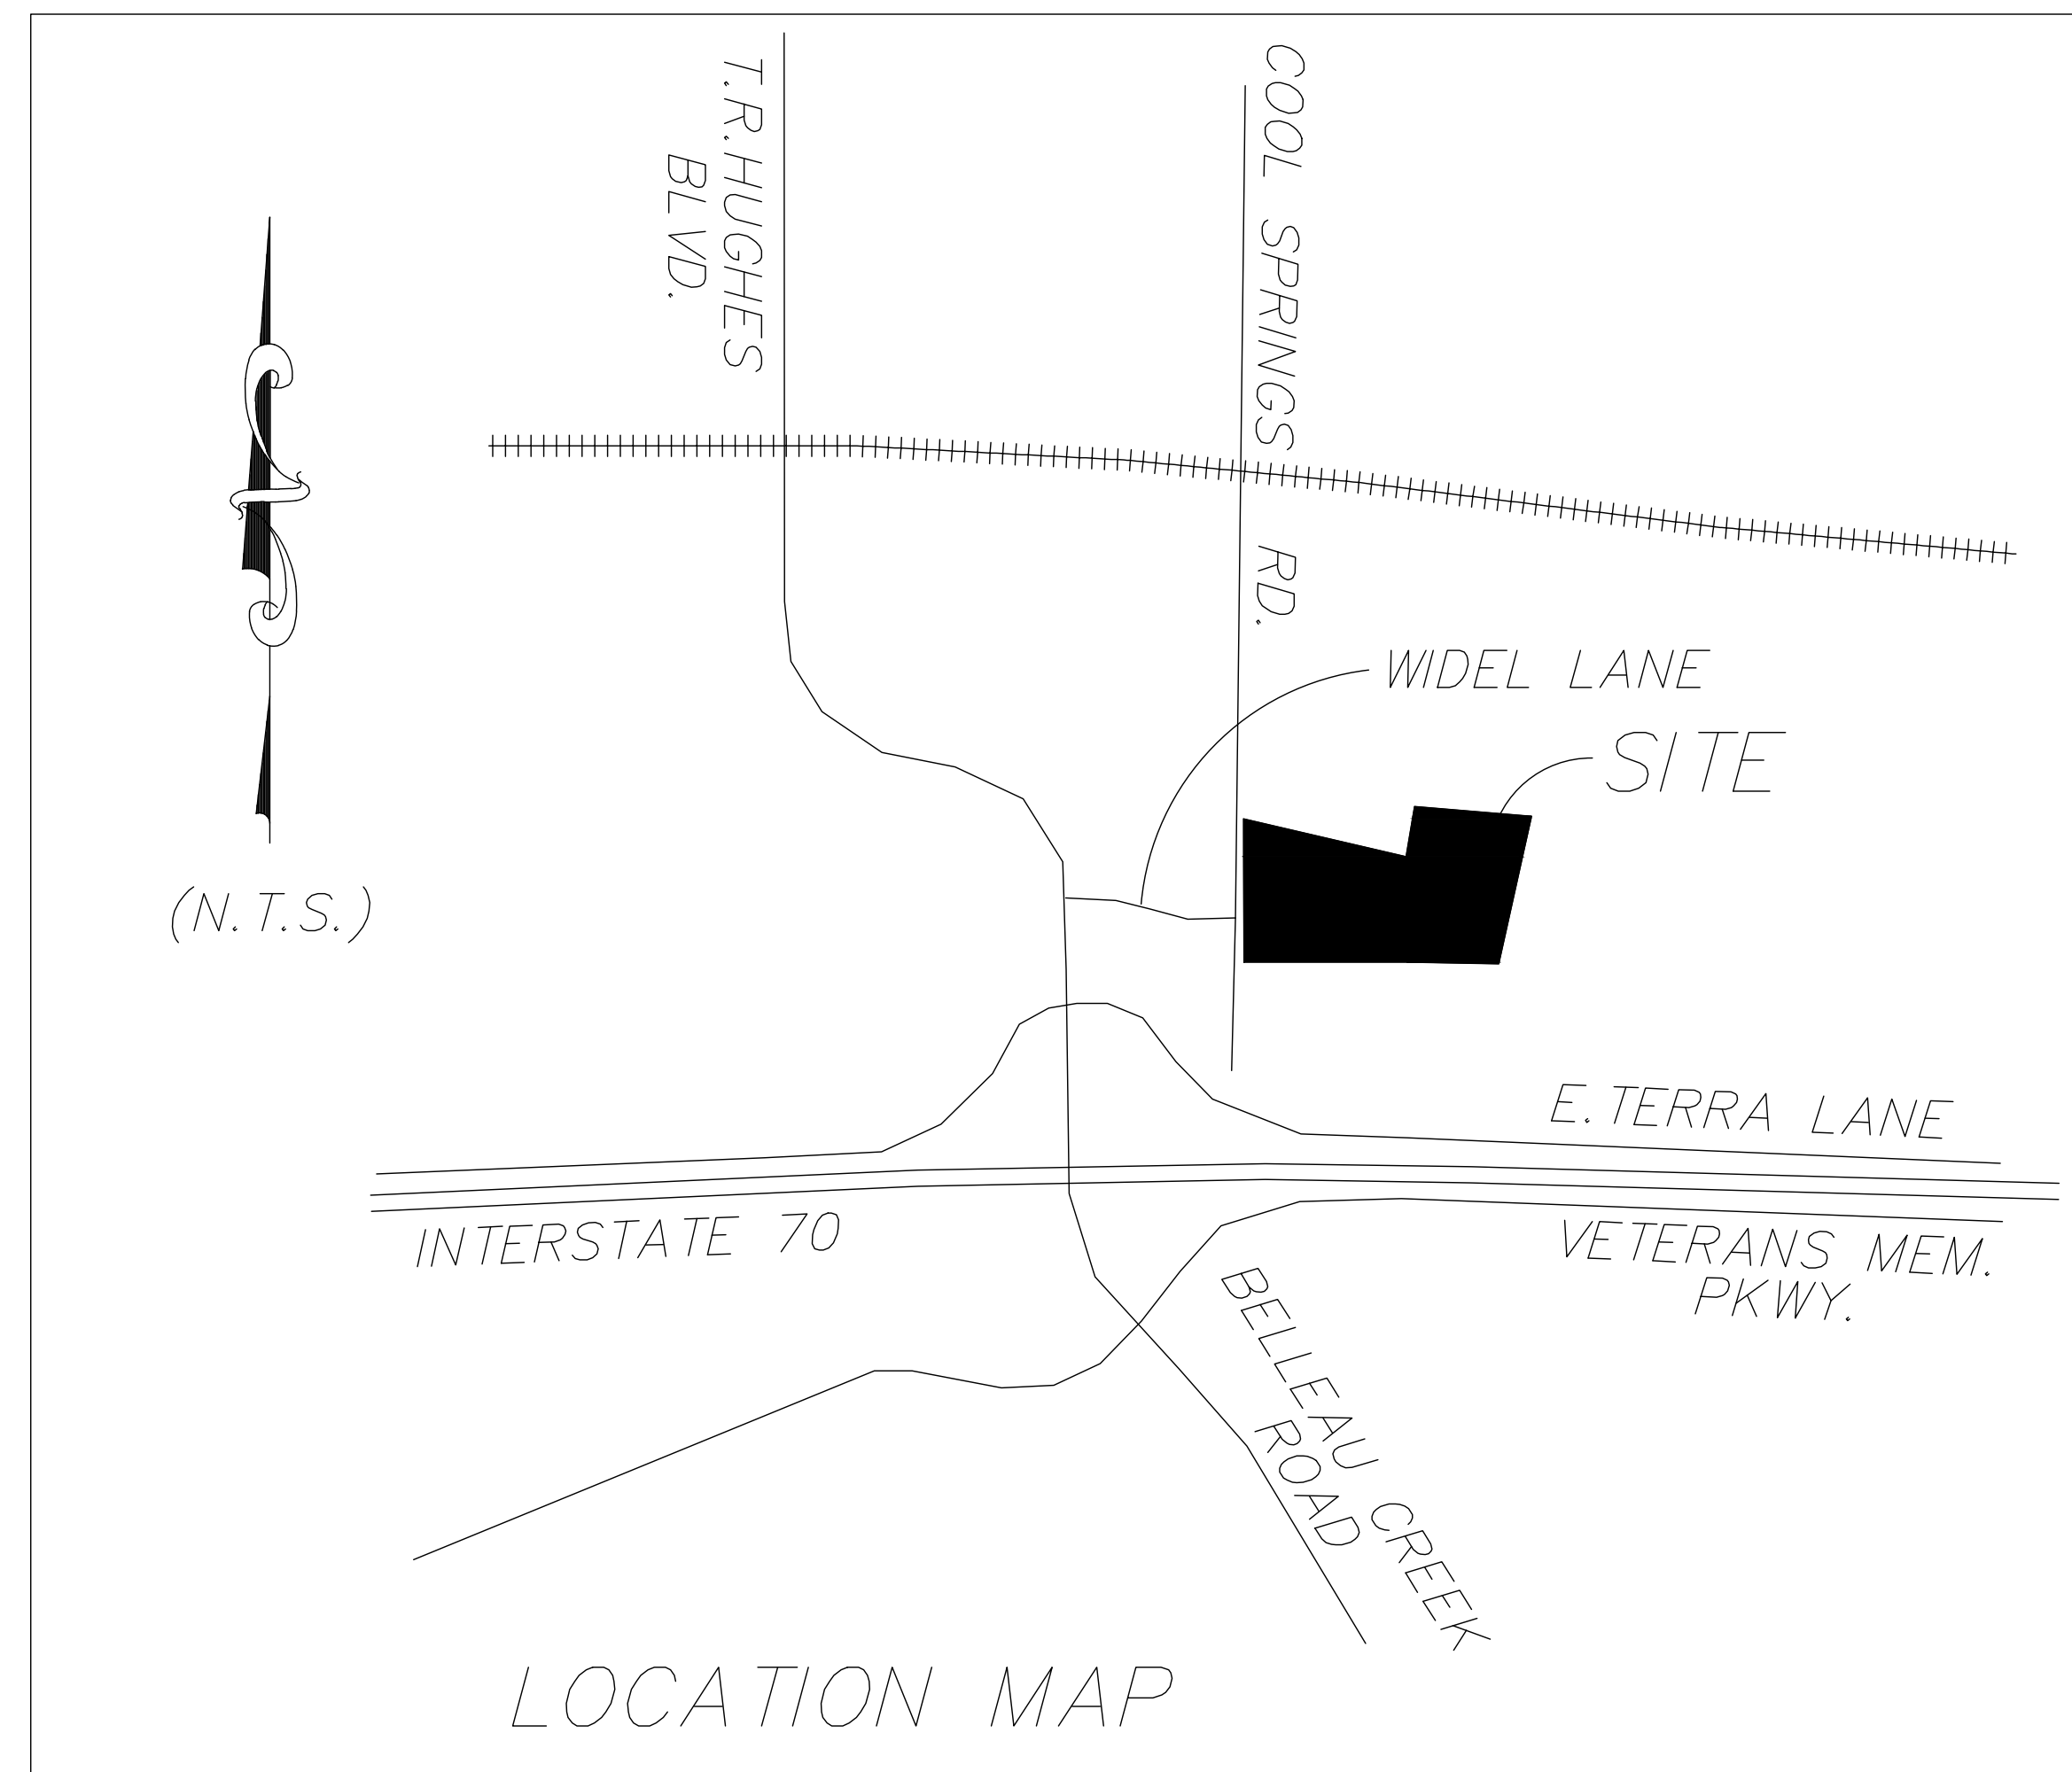 T.R. HUGHES
BLVD.
COOL SPRINGS RD.
WIDEL LANE
SITE
(N.T.S.)
E. TERRA LANE
INTERSTATE 70
VETERANS MEM.
PKWY.
BELLEAU CREEK
ROAD
LOCATION MAP